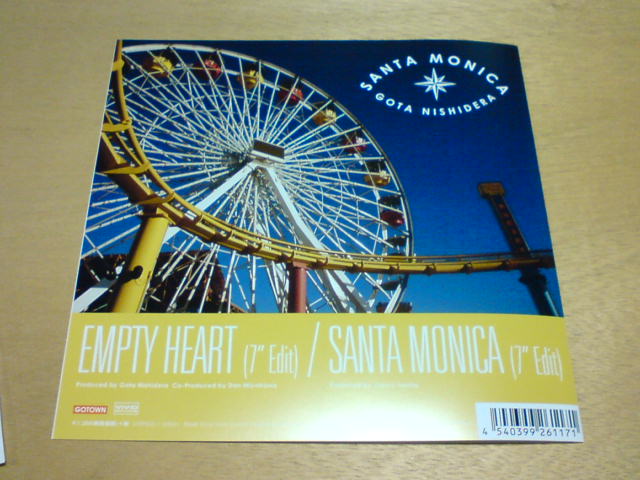 SANTA MONICA
GOTA NISHIDERA
EMPTY HEART (7" Edit) / SANTA MONICA (7" Edit)
Produced by Gota Nishidera Co-Produced by
GOTOWN VIVID
4 540399 261171